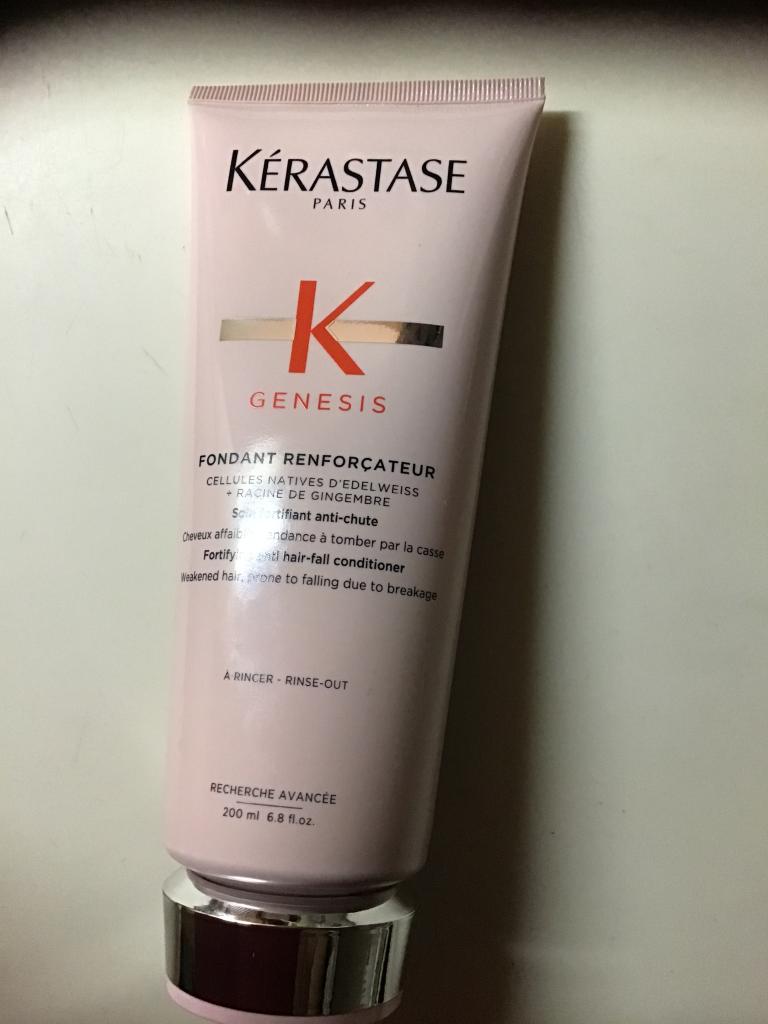 KÉRASTASE
PARIS
K
GENESIS
FONDANT RENFORÇATEUR
CELLULES NATIVES D'EDELWEISS
+ RACINE DE GINGEMBRE
anti-chute
Cheveux à tomber par la casse
anti hair-fall conditioner
Weakened hair, prone to falling due to breakage
À RINCER - RINSE-OUT
RECHERCHE AVANCÉE
200 ml 6.8 fl.oz.